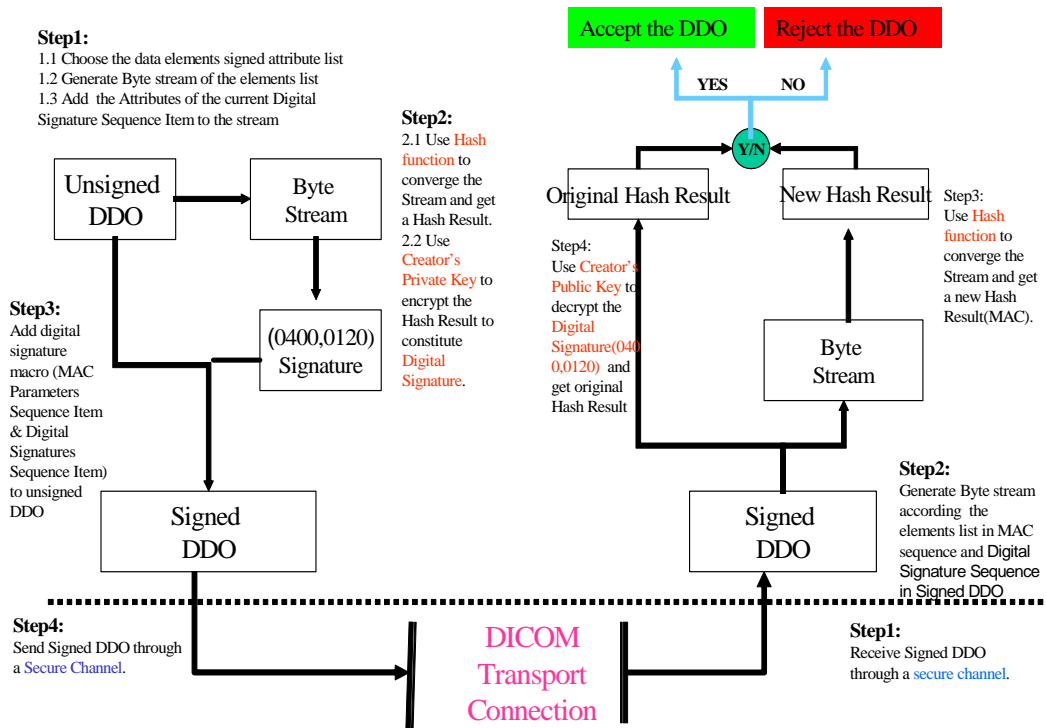 Step1:
1.1 Choose the data elements signed attribute list
1.2 Generate Byte stream of the elements list
1.3 Add the Attributes of the current Digital
Signature Sequence Item to the stream
Unsigned
DDO
Byte
Stream
Step2:
2.1 Use Hash
function to
converge the
Stream and get
a Hash Result.
2.2 Use
Creator's
Private Key to
encrypt the
Hash Result to
constitute
Digital
Signature.
(0400,0120)
Signature
Step3:
Add digital
signature
macro (MAC
Parameters
Sequence Item
& Digital
Signatures
Sequence Item)
to unsigned
DDO
Signed
DDO
Step4:
Send Signed DDO through
a Secure Channel.
DICOM
Transport
Connection
Step1:
Receive Signed DDO
through a secure channel.
Signed
DDO
Step2:
Generate Byte stream
according the
elements list in MAC
sequence and Digital
Signature Sequence
in Signed DDO
Byte
Stream
Step3:
Use Hash
function to
converge the
Stream and get
a new Hash
Result(MAC).
New Hash Result
Step4:
Use Creator's
Public Key to
decrypt the
Digital
Signature(040
0,0120) and
get original
Hash Result
Original Hash Result
Y/N
YES
NO
Accept the DDO
Reject the DDO